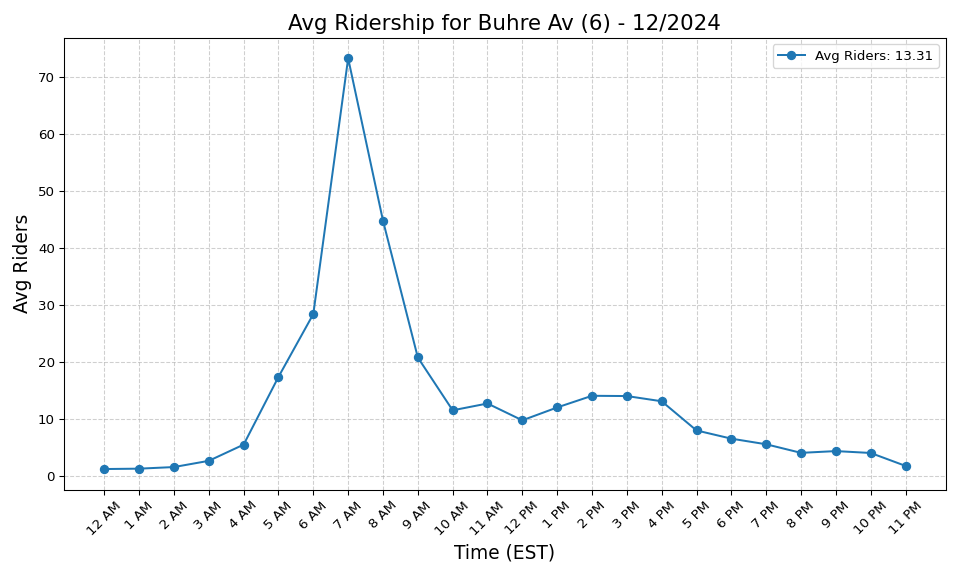 Avg Ridership for Buhre Av (6) - 12/2024
Avg Riders: 13.31
Avg Riders
70
60
50
40
30
20
10
0
12 AM
1 AM
2 AM
3 AM
4 AM
5 AM
6 AM
7 AM
8 AM
9 AM
10 AM
11 AM
12 PM
1 PM
2 PM
3 PM
4 PM
5 PM
6 PM
7 PM
8 PM
9 PM
10 PM
11 PM
Time (EST)